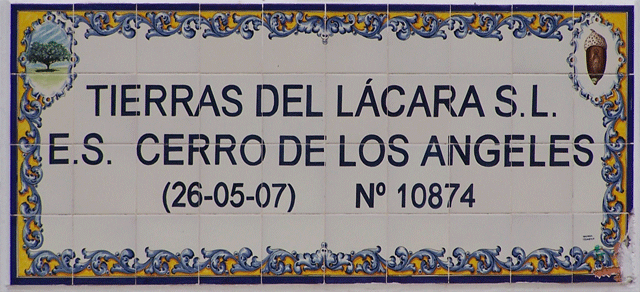 TIERRAS DEL LÁCARA S.L.
E.S. CERRO DE LOS ANGELES
(26-05-07) Nº 10874